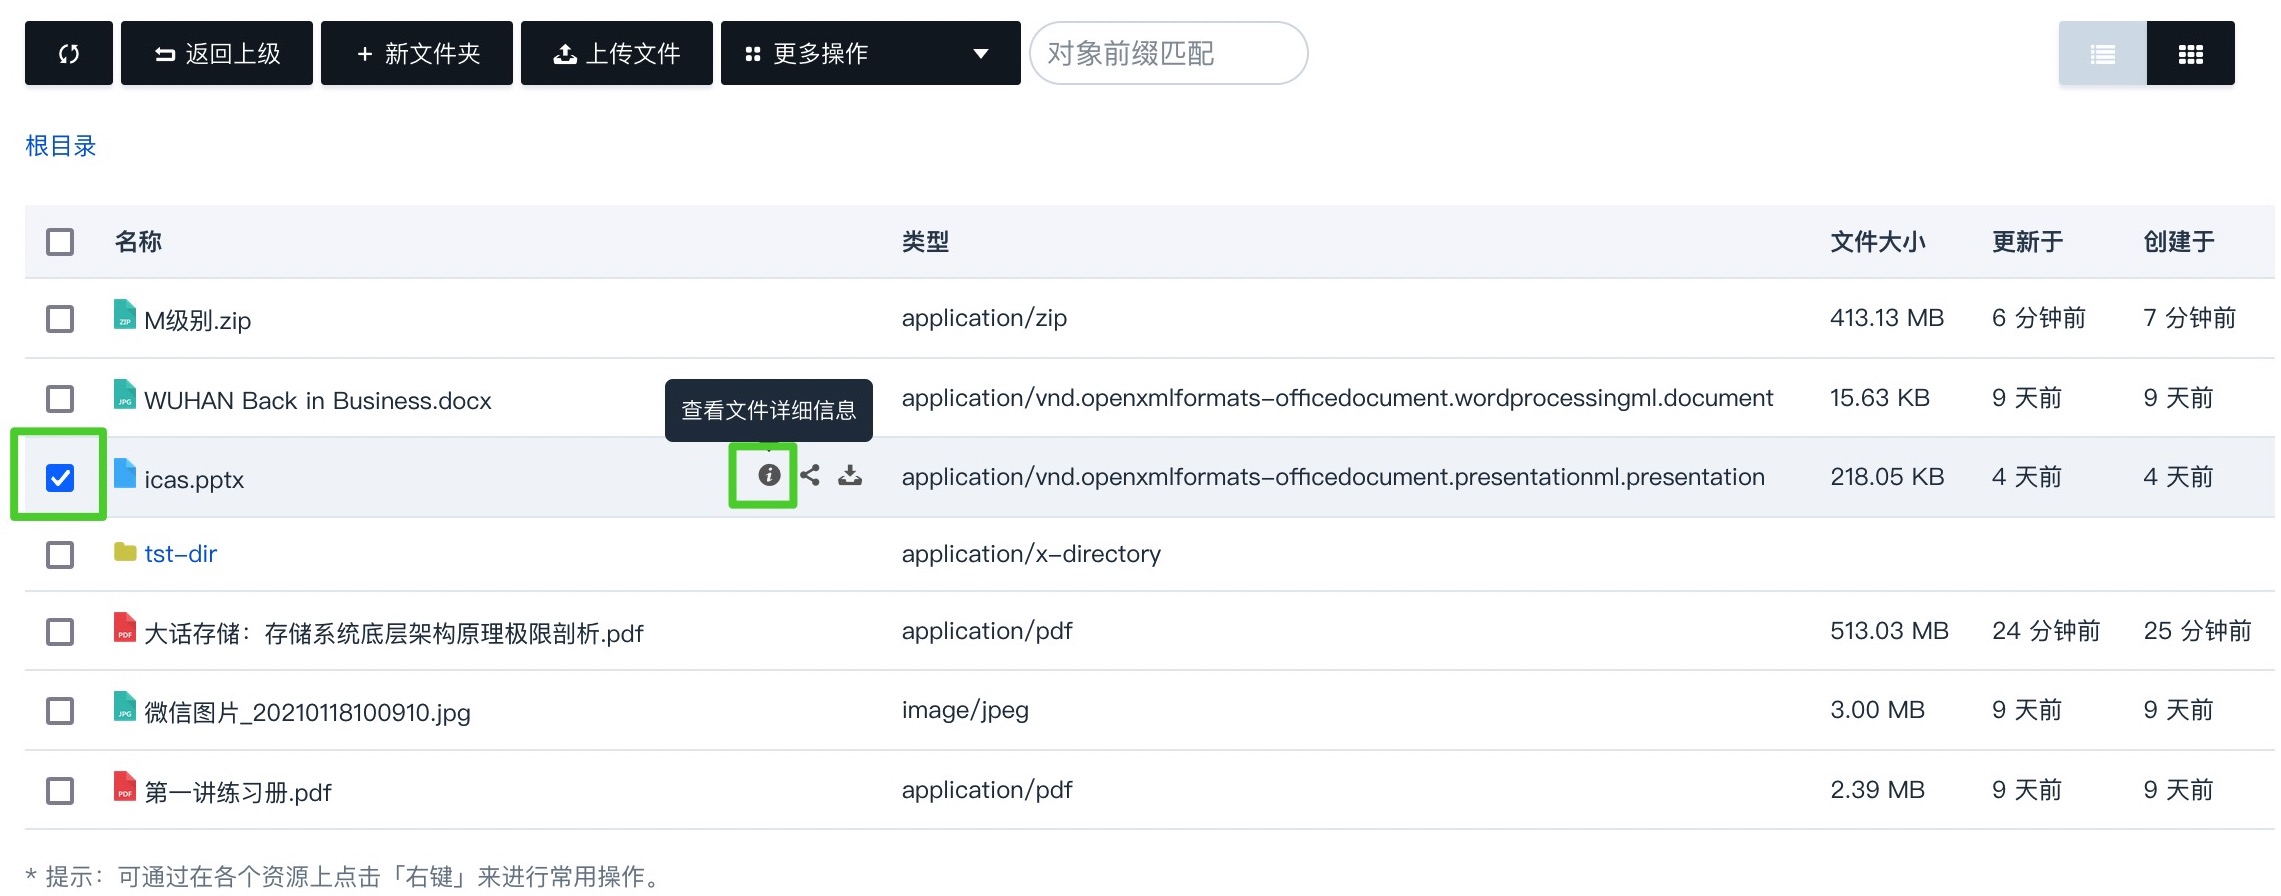 返回上级 + 新文件夹 上传文件 更多操作 对象前缀匹配
根目录
名称 类型 文件大小 更新于 创建于
ZIP M级别.zip application/zip 413.13 MB 6 分钟前 7 分钟前
JPG WUHAN Back in Business.docx application/vnd.openxmlformats-officedocument.wordprocessingml.document 15.63 KB 9 天前 9 天前
查看文件详细信息
icas.pptx application/vnd.openxmlformats-officedocument.presentationml.presentation 218.05 KB 4 天前 4 天前
tst-dir application/x-directory
PDF 大话存储：存储系统底层架构原理极限剖析.pdf application/pdf 513.03 MB 24 分钟前 25 分钟前
JPG 微信图片_20210118100910.jpg image/jpeg 3.00 MB 9 天前 9 天前
PDF 第一讲练习册.pdf application/pdf 2.39 MB 9 天前 9 天前
* 提示：可通过在各个资源上点击「右键」来进行常用操作。